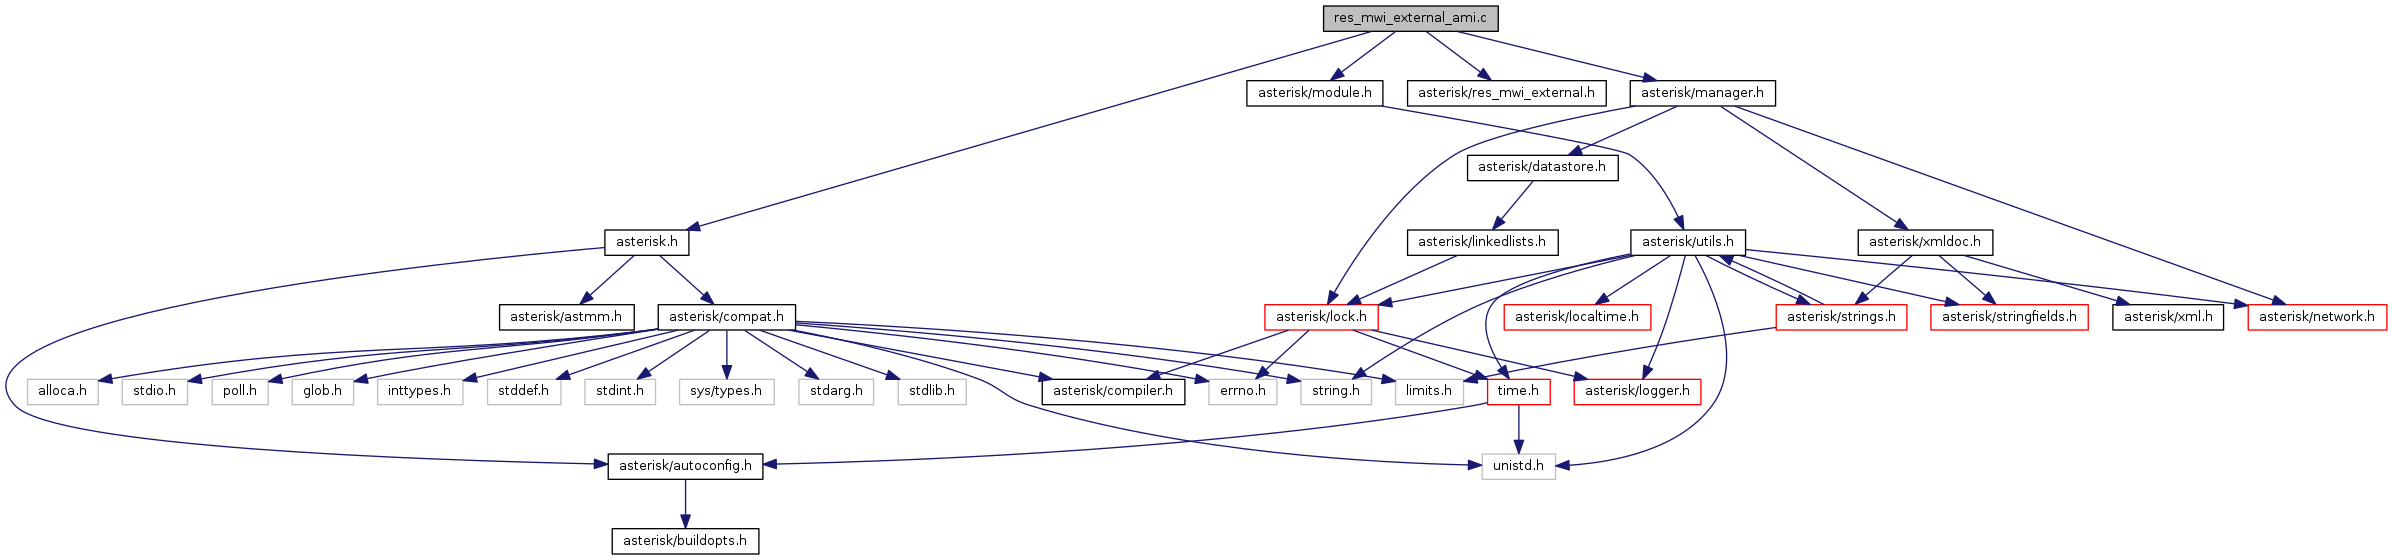 res_mwi_external_ami.c
asterisk/module.h
asterisk/res_mwi_external.h
asterisk/manager.h
asterisk/datastore.h
asterisk.h
asterisk/linkedlists.h
asterisk/utils.h
asterisk/xmldoc.h
asterisk/astmm.h
asterisk/compat.h
asterisk/lock.h
asterisk/localtime.h
asterisk/strings.h
asterisk/stringfields.h
asterisk/xml.h
asterisk/network.h
alloca.h
stdio.h
poll.h
glob.h
inttypes.h
stddef.h
stdint.h
sys/types.h
stdarg.h
stdlib.h
asterisk/compiler.h
errno.h
string.h
limits.h
time.h
asterisk/logger.h
asterisk/autoconfig.h
unistd.h
asterisk/buildopts.h